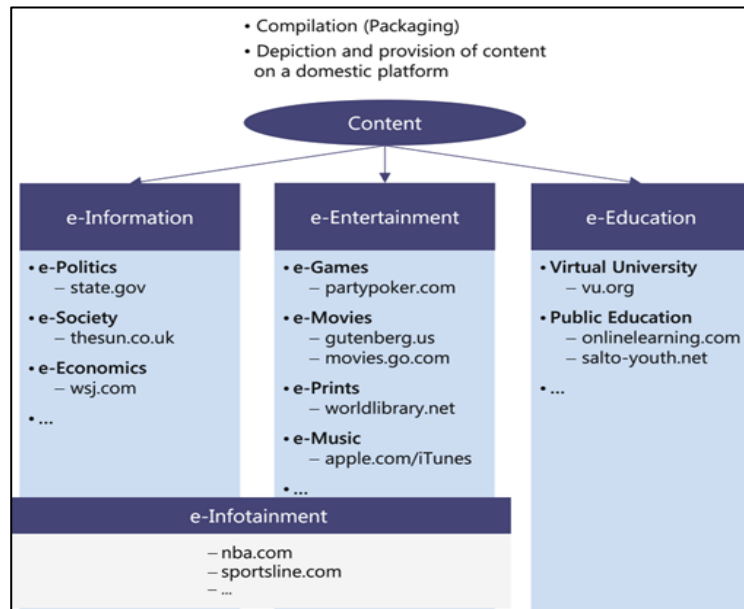 • Compilation (Packaging)
• Depiction and provision of content
on a domestic platform
Content
e-Information
• e-Politics
– state.gov
• e-Society
– thesun.co.uk
• e-Economics
– wsj.com
• ...
e-Entertainment
• e-Games
– partypoker.com
• e-Movies
– gutenberg.us
– movies.go.com
• e-Prints
– worldlibrary.net
• e-Music
– apple.com/iTunes
• ...
e-Education
• Virtual University
– vu.org
• Public Education
– onlinelearning.com
– salto-youth.net
• ...
e-Infotainment
– nba.com
– sportsline.com
– ...